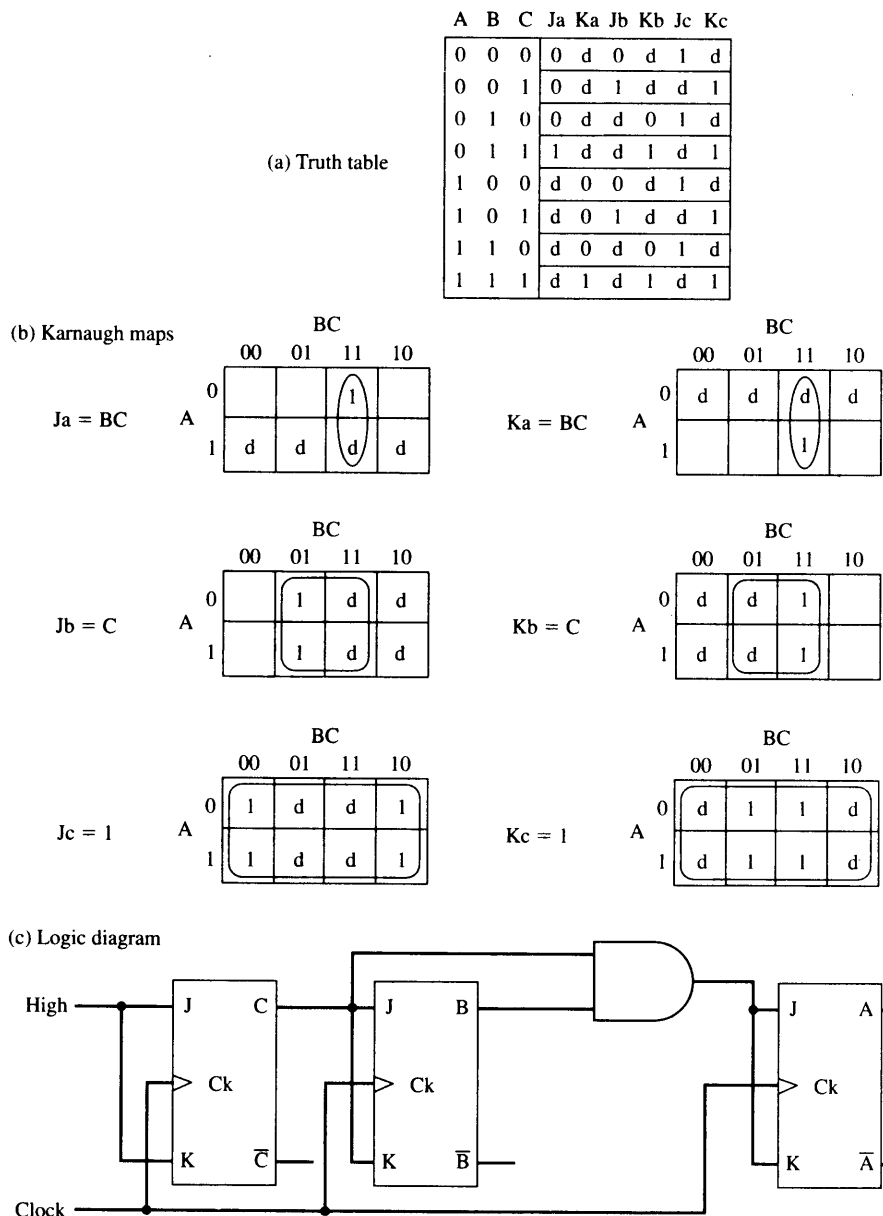 A B C Ja Ka Jb Kb Jc Kc
0 0 0 0 d 0 d 1 d
0 0 1 0 d 1 d d 1
0 1 0 0 d d 0 1 d
(a) Truth table
0 1 1 1 d d 1 d 1
1 0 0 d 0 0 d 1 d
1 0 1 d 0 1 d d 1
1 1 0 d 0 d 0 1 d
1 1 1 d 1 d 1 d 1
(b) Karnaugh maps
BC
00 01 11 10
Ja = BC
A
0 1
1 d d d d
BC
00 01 11 10
Ka = BC
A
0 d d d d
1 1
BC
00 01 11 10
Jb = C
A
0 1 d d
1 1 d d
BC
00 01 11 10
Kb = C
A
0 d d 1
1 d d 1
BC
00 01 11 10
Jc = 1
A
0 1 d d 1
1 1 d d 1
BC
00 01 11 10
Kc = 1
A
0 d 1 1 d
1 d 1 1 d
(c) Logic diagram
High
J C
Ck
K C̅
J B
Ck
K B̅
J A
Ck
K A̅
Clock